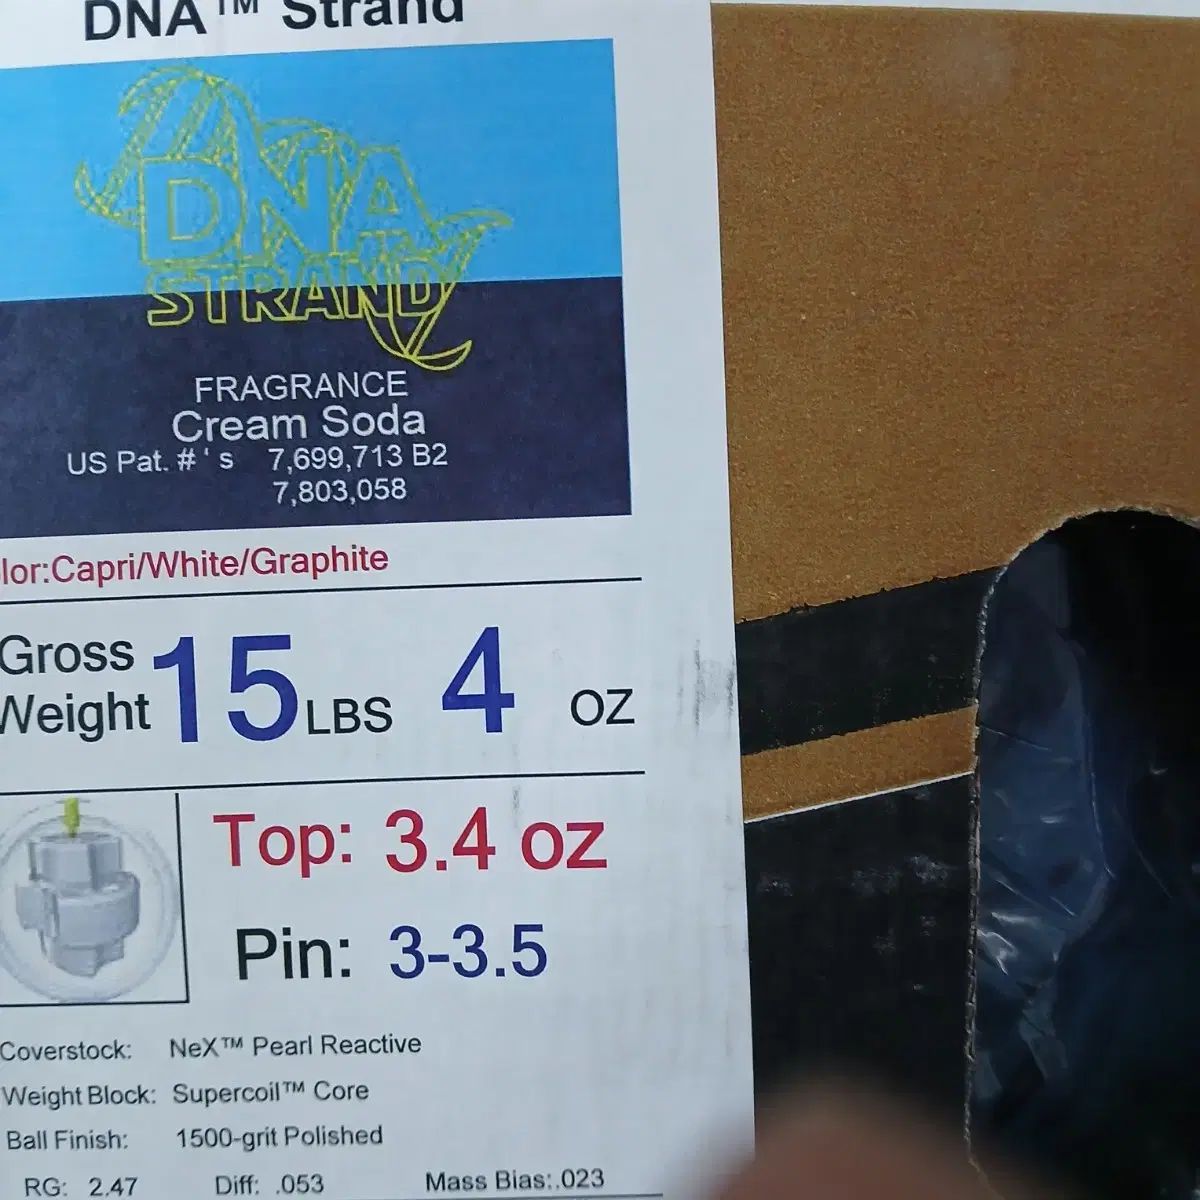 DNA™ Strand
DNA
STRAND
FRAGRANCE
Cream Soda
US Pat. #'s 7,699,713 B2
7,803,058
lor:Capri/White/Graphite
Gross
Weight 15 LBS 4 OZ
Top: 3.4 oz
Pin: 3-3.5
Coverstock: NeX™ Pearl Reactive
Weight Block: Supercoil™ Core
Ball Finish: 1500-grit Polished
RG: 2.47 Diff: .053 Mass Bias:.023